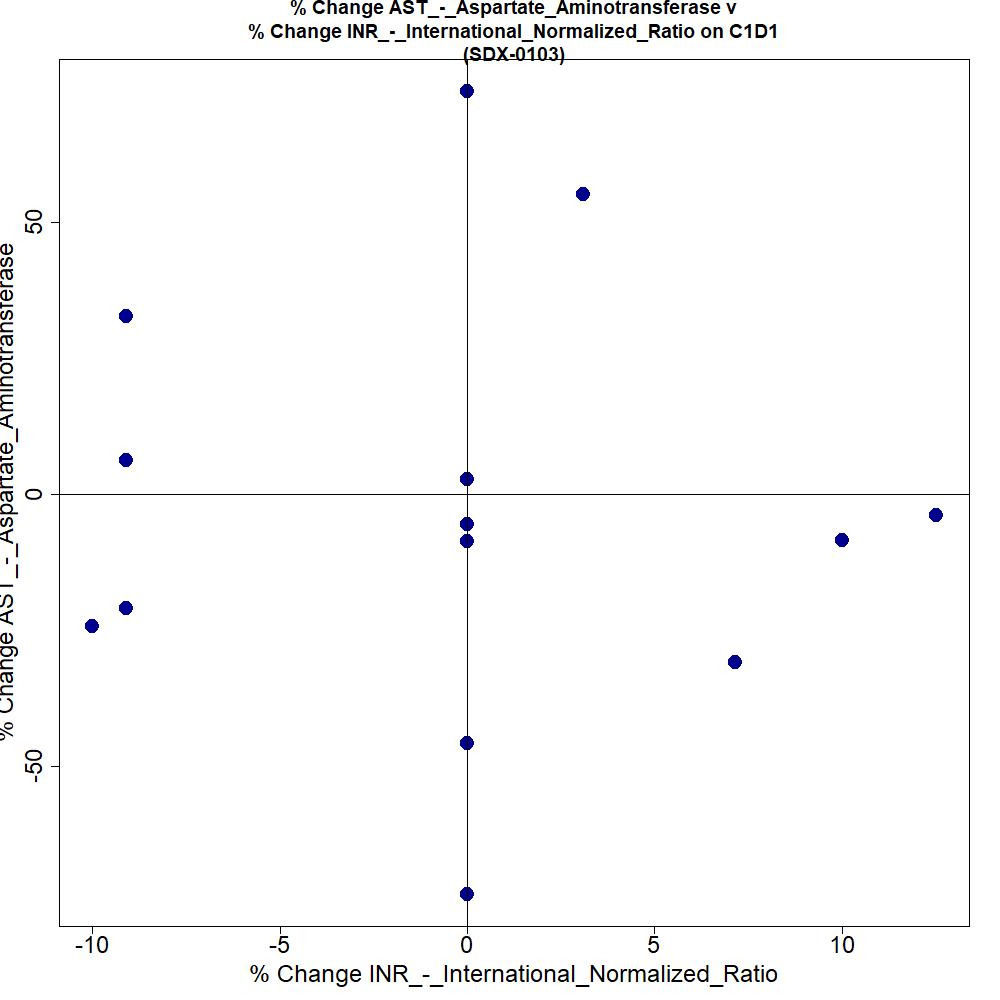 % Change AST_-_Aspartate_Aminotransferase v
% Change INR_-_International_Normalized_Ratio on C1D1
(SDX-0103)
% Change AST_-_Aspartate_Aminotransferase
50
0
-50
-10
-5
0
5
10
% Change INR_-_International_Normalized_Ratio